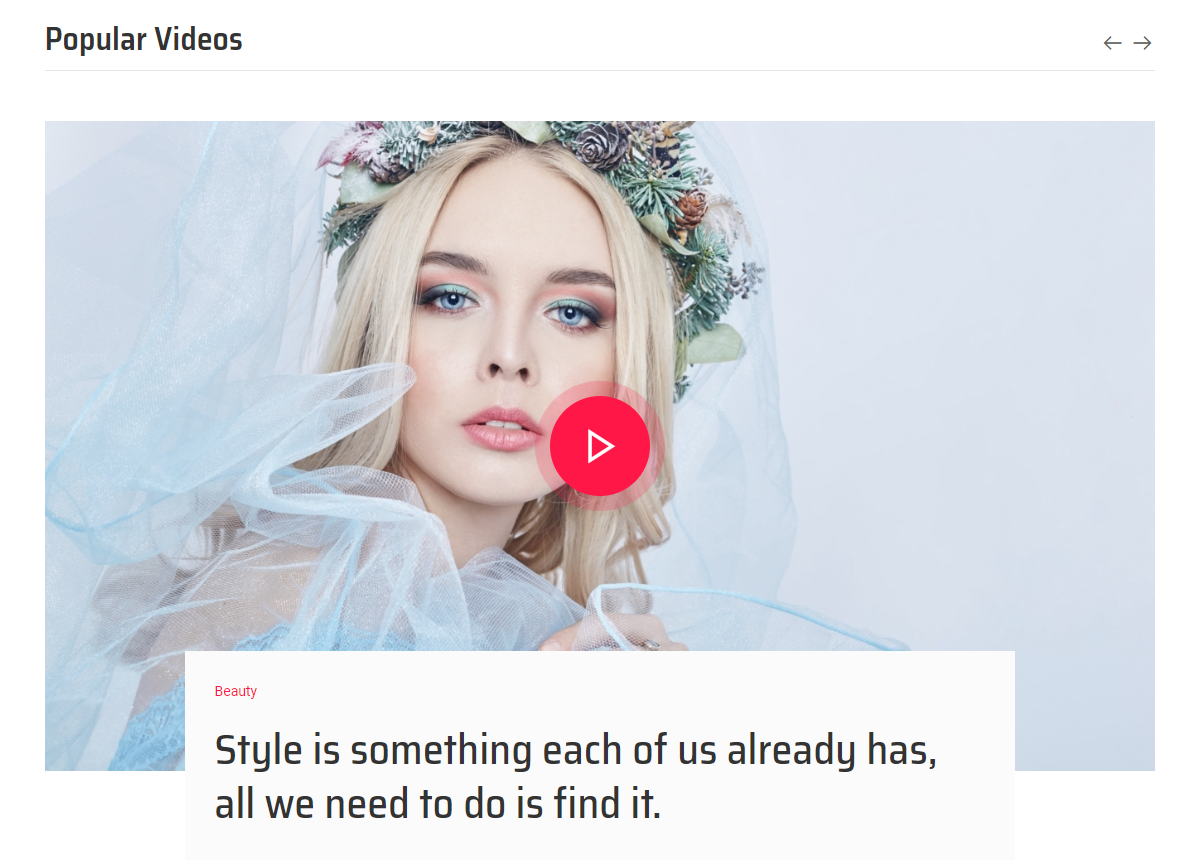 Popular Videos
Beauty
Style is something each of us already has,
all we need to do is find it.